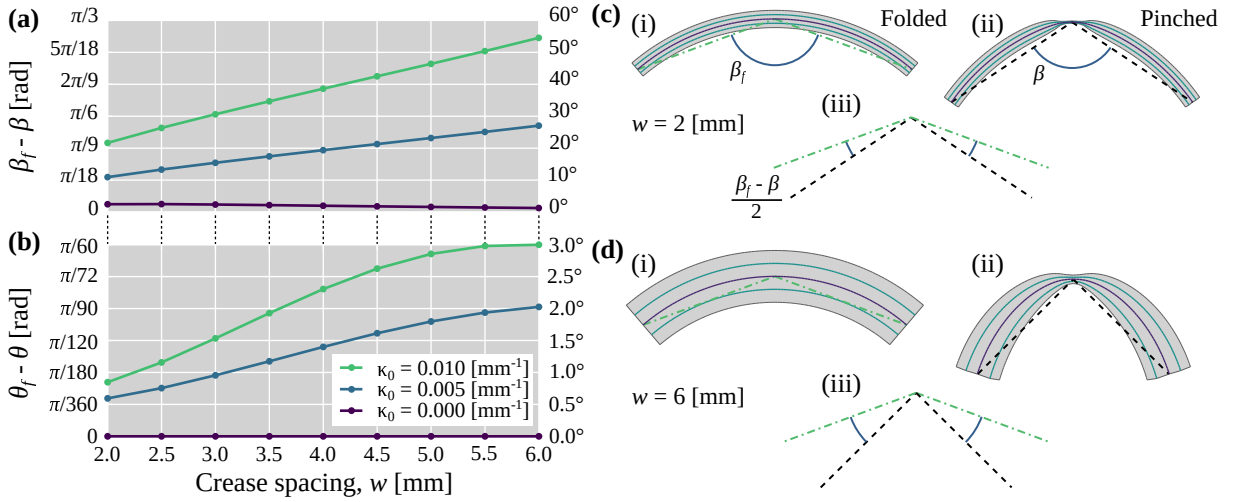 (a)
π/3
5π/18
2π/9
π/6
π/9
π/18
0
β_f - β [rad]
60°
50°
40°
30°
20°
10°
0°
(b)
π/60
π/72
π/90
π/120
π/180
π/360
0
θ_f - θ [rad]
3.0°
2.5°
2.0°
1.5°
1.0°
0.5°
0.0°
κ₀ = 0.010 [mm⁻¹]
κ₀ = 0.005 [mm⁻¹]
κ₀ = 0.000 [mm⁻¹]
2.0 2.5 3.0 3.5 4.0 4.5 5.0 5.5 6.0
Crease spacing, w [mm]
(c)
(i) Folded
β_f
(ii) Pinched
β
w = 2 [mm]
(iii)
β_f - β
2
(d)
(i)
(ii)
w = 6 [mm]
(iii)